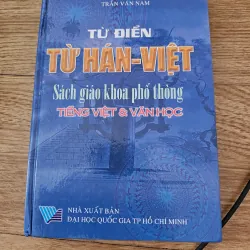 TRẦN VĂN NAM
TỪ ĐIỂN
TỪ HÁN-VIỆT
Sách giáo khoa phổ thông
TIẾNG VIỆT & VĂN HỌC
NHÀ XUẤT BẢN
ĐẠI HỌC QUỐC GIA TP HỒ CHÍ MINH